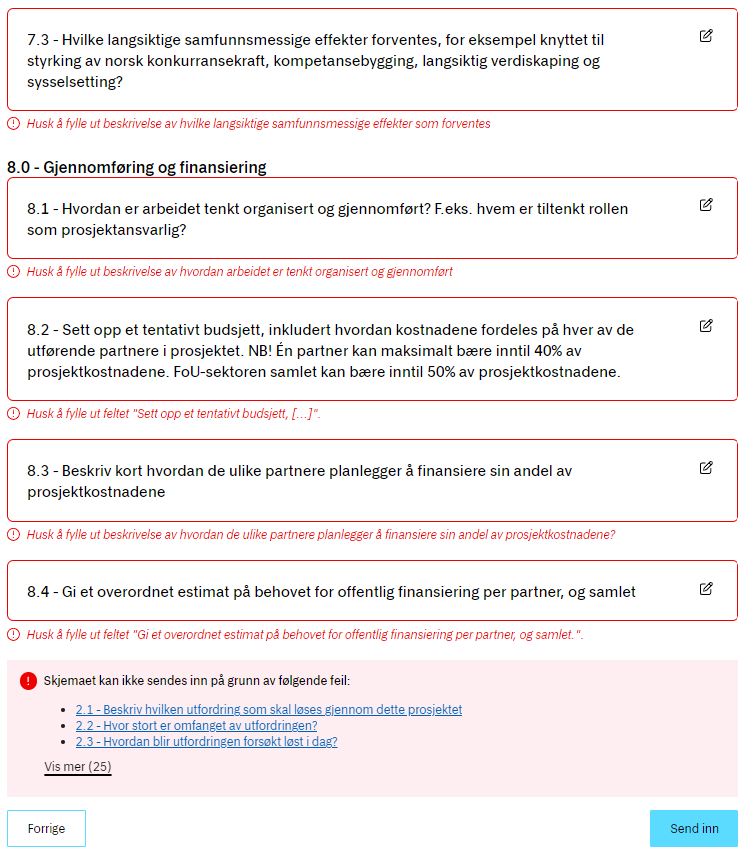 7.3 - Hvilke langsiktige samfunnsmessige effekter forventes, for eksempel knyttet til
styrking av norsk konkurransekraft, kompetansebygging, langsiktig verdiskaping og
sysselsetting?
Husk å fylle ut beskrivelse av hvilke langsiktige samfunnsmessige effekter som forventes
8.0 - Gjennomføring og finansiering
8.1 - Hvordan er arbeidet tenkt organisert og gjennomført? F.eks. hvem er tiltenkt rollen
som prosjektansvarlig?
Husk å fylle ut beskrivelse av hvordan arbeidet er tenkt organisert og gjennomført
8.2 - Sett opp et tentativt budsjett, inkludert hvordan kostnadene fordeles på hver av de
utførende partnere i prosjektet. NB! Én partner kan maksimalt bære inntil 40% av
prosjektkostnadene. FoU-sektoren samlet kan bære inntil 50% av prosjektkostnadene.
Husk å fylle ut feltet "Sett opp et tentativt budsjett, [...]".
8.3 - Beskriv kort hvordan de ulike partnere planlegger å finansiere sin andel av
prosjektkostnadene
Husk å fylle ut beskrivelse av hvordan de ulike partnere planlegger å finansiere sin andel av prosjektkostnadene?
8.4 - Gi et overordnet estimat på behovet for offentlig finansiering per partner, og samlet
Husk å fylle ut feltet "Gi et overordnet estimat på behovet for offentlig finansiering per partner, og samlet.".
Skjemaet kan ikke sendes inn på grunn av følgende feil:
2.1 - Beskriv hvilken utfordring som skal løses gjennom dette prosjektet
2.2 - Hvor stort er omfanget av utfordringen?
2.3 - Hvordan blir utfordringen forsøkt løst i dag?
Vis mer (25)
Forrige
Send inn